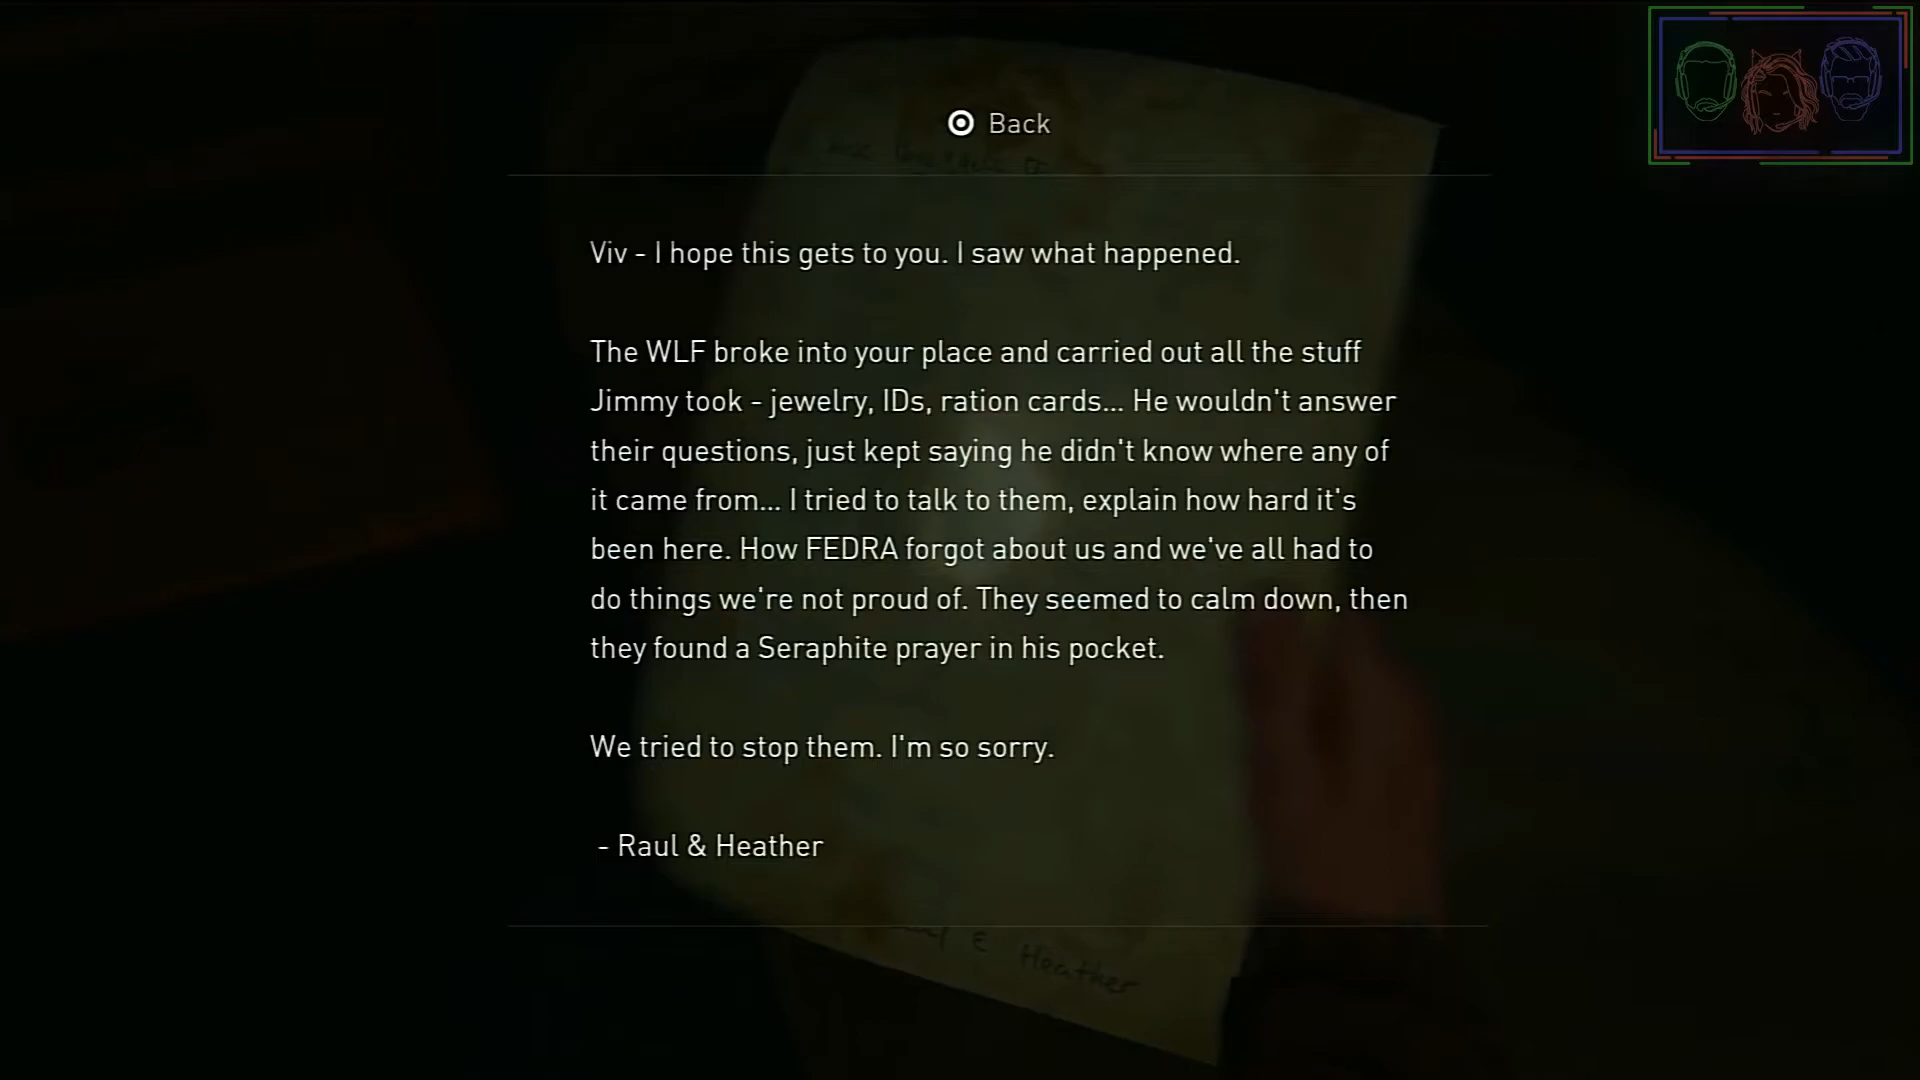 Back
Viv - I hope this gets to you. I saw what happened.
The WLF broke into your place and carried out all the stuff
Jimmy took - jewelry, IDs, ration cards... He wouldn't answer
their questions, just kept saying he didn't know where any of
it came from... I tried to talk to them, explain how hard it's
been here. How FEDRA forgot about us and we've all had to
do things we're not proud of. They seemed to calm down, then
they found a Seraphite prayer in his pocket.
We tried to stop them. I'm so sorry.
- Raul & Heather
Heather